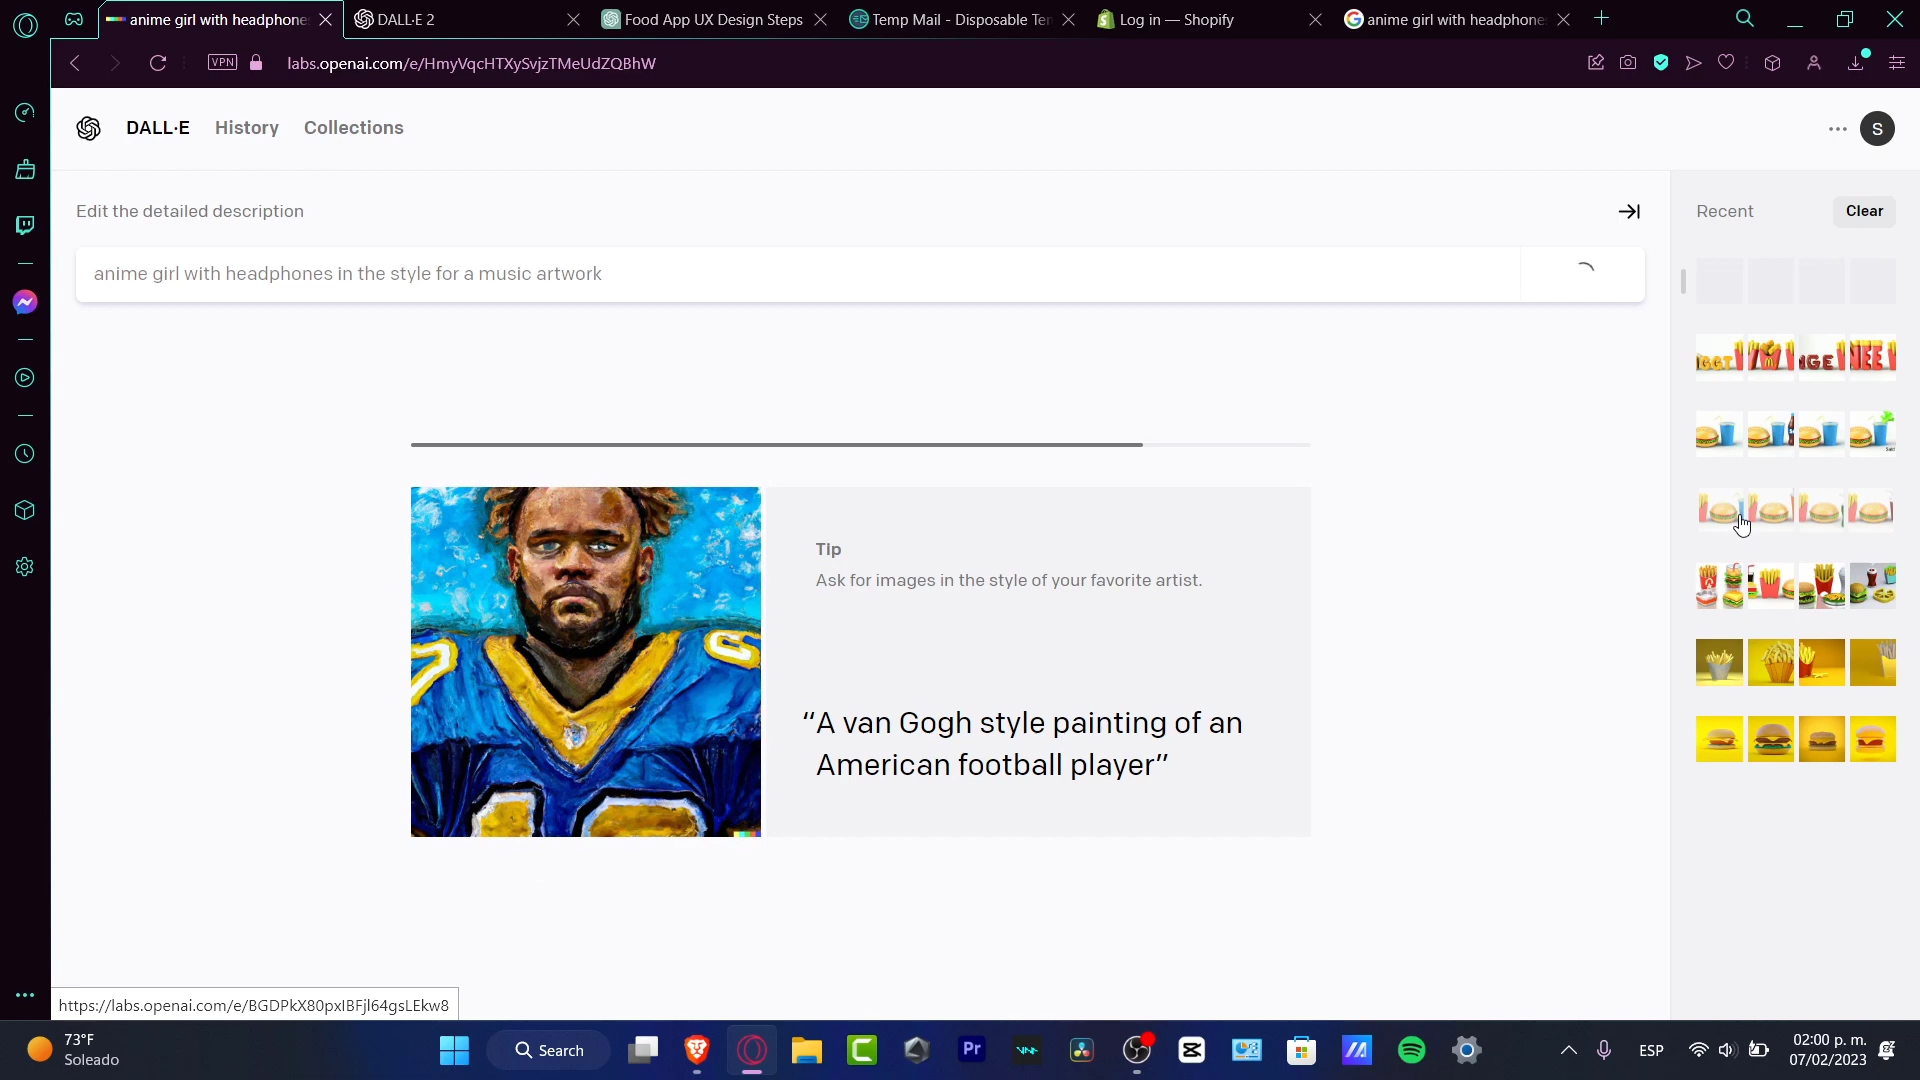 anime girl with headphone
DALL·E 2
Food App UX Design Steps
Temp Mail - Disposable Ten
Log in — Shopify
anime girl with headphone
VPN
labs.openai.com/e/HmyVqcHTXySvjzTMeUdZQBhW
DALL·E
History
Collections
S
Edit the detailed description
Recent
Clear
anime girl with headphones in the style for a music artwork
Tip
Ask for images in the style of your favorite artist.
“A van Gogh style painting of an
American football player”
https://labs.openai.com/e/BGDPkX80pxIBFjl64gsLEkw8
73°F
Soleado
Search
Pr
ESP
02:00 p. m.
07/02/2023